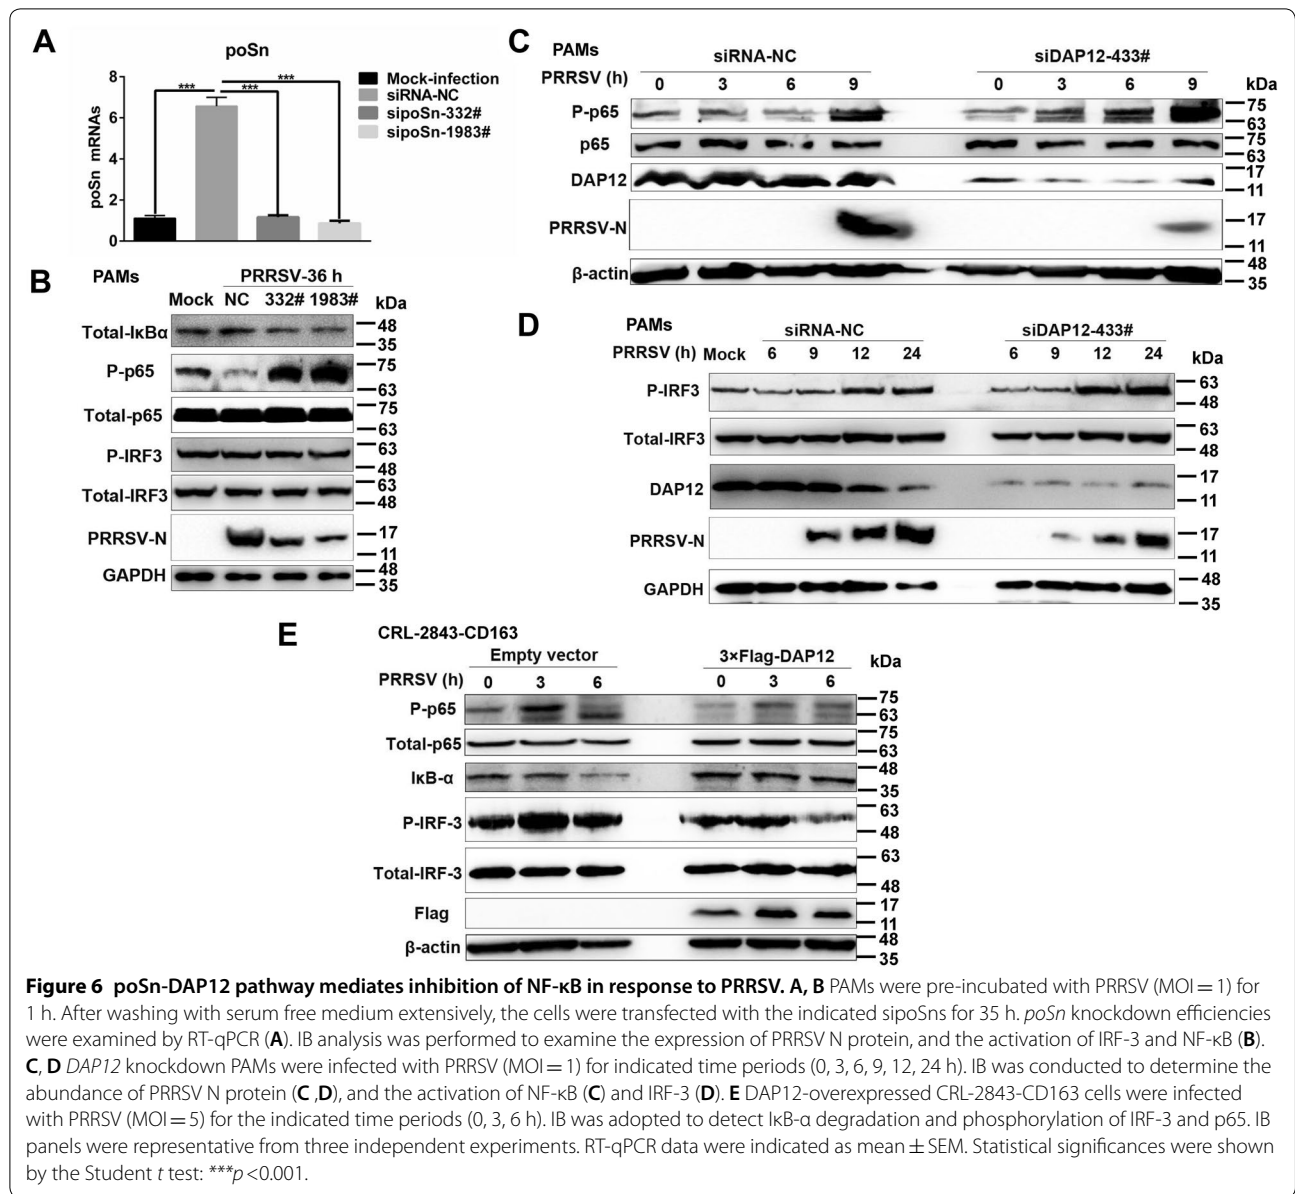 A
poSn
***
***
***
8
6
4
2
0
poSn mRNAs
Mock-infection
siRNA-NC
sipoSn-332#
sipoSn-1983#
B
PAMs
PRRSV-36 h
Mock NC 332# 1983# kDa
Total-IκBα
48
35
P-p65
75
63
Total-p65
75
63
P-IRF3
63
48
Total-IRF3
63
48
PRRSV-N
17
11
GAPDH
48
35
C
PAMs
siRNA-NC siDAP12-433#
PRRSV (h) 0 3 6 9 0 3 6 9 kDa
P-p65
75
63
p65
75
63
DAP12
17
11
PRRSV-N
17
11
β-actin
48
35
D
PAMs
siRNA-NC siDAP12-433#
PRRSV (h) Mock 6 9 12 24 6 9 12 24 kDa
P-IRF3
63
48
Total-IRF3
63
48
DAP12
17
11
PRRSV-N
17
11
GAPDH
48
35
E
CRL-2843-CD163
Empty vector 3×Flag-DAP12 kDa
PRRSV (h) 0 3 6 0 3 6
P-p65
75
63
Total-p65
75
63
IκB-α
48
35
P-IRF-3
63
48
Total-IRF-3
63
48
Flag
17
11
β-actin
48
35
Figure 6 poSn-DAP12 pathway mediates inhibition of NF-κB in response to PRRSV. A, B PAMs were pre-incubated with PRRSV (MOI = 1) for
1 h. After washing with serum free medium extensively, the cells were transfected with the indicated sipoSns for 35 h. poSn knockdown efficiencies
were examined by RT-qPCR (A). IB analysis was performed to examine the expression of PRRSV N protein, and the activation of IRF-3 and NF-κB (B).
C, D DAP12 knockdown PAMs were infected with PRRSV (MOI = 1) for indicated time periods (0, 3, 6, 9, 12, 24 h). IB was conducted to determine the
abundance of PRRSV N protein (C ,D), and the activation of NF-κB (C) and IRF-3 (D). E DAP12-overexpressed CRL-2843-CD163 cells were infected
with PRRSV (MOI = 5) for the indicated time periods (0, 3, 6 h). IB was adopted to detect IκB-α degradation and phosphorylation of IRF-3 and p65. IB
panels were representative from three independent experiments. RT-qPCR data were indicated as mean ± SEM. Statistical significances were shown
by the Student t test: ***p < 0.001.